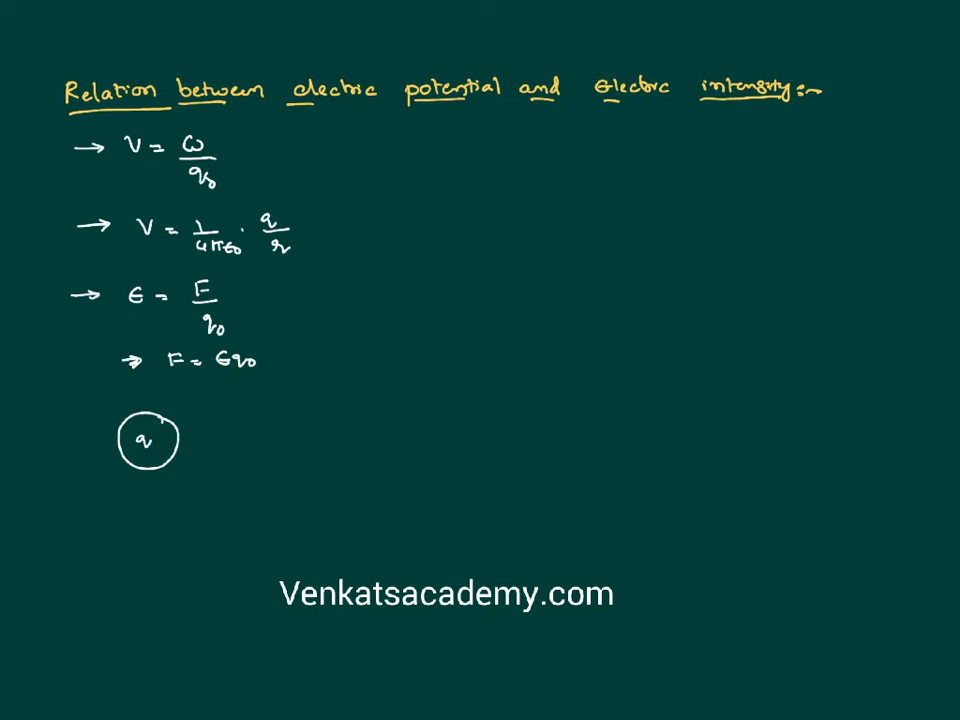 Relation between electric potential and Electric intensity:-
→ V = W/q₀
→ V = 1/4πε₀ · q/r
→ E = F/q₀
→ F = Eq₀
q
Venkatsacademy.com